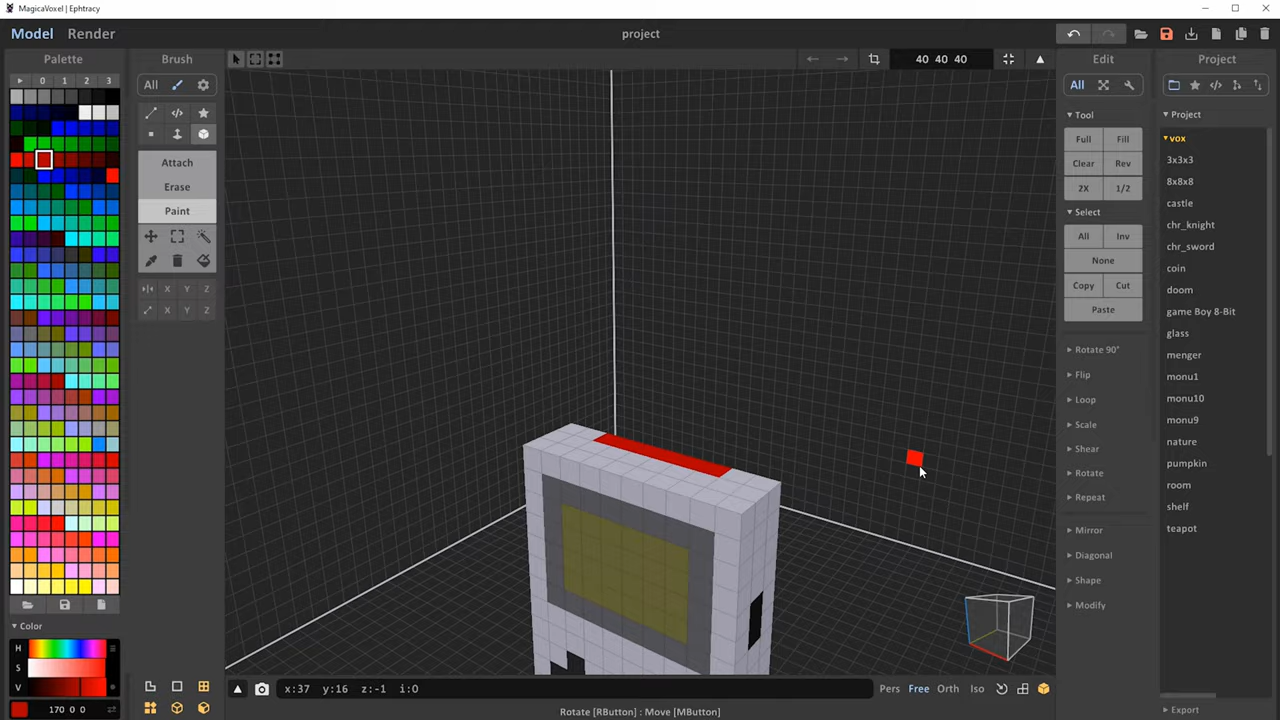 MagicaVoxel | Ephtracy
Model Render
project
Palette
Brush
40 40 40
Edit
Project
0 1 2 3
All
All
Tool
Full Fill
Clear Rev
2X 1/2
Select
All Inv
None
Copy Cut
Paste
Rotate 90°
Flip
Loop
Scale
Shear
Rotate
Repeat
Mirror
Diagonal
Shape
Modify
Project
vox
3x3x3
8x8x8
castle
chr_knight
chr_sword
coin
doom
game Boy 8-Bit
glass
menger
monu1
monu10
monu9
nature
pumpkin
room
shelf
teapot
Export
Attach
Erase
Paint
X Y Z
X Y Z
Color
H
S
V
170 0 0
x:37 y:16 z:-1 i:0
Pers Free Orth Iso
Rotate [RButton] : Move [MButton]